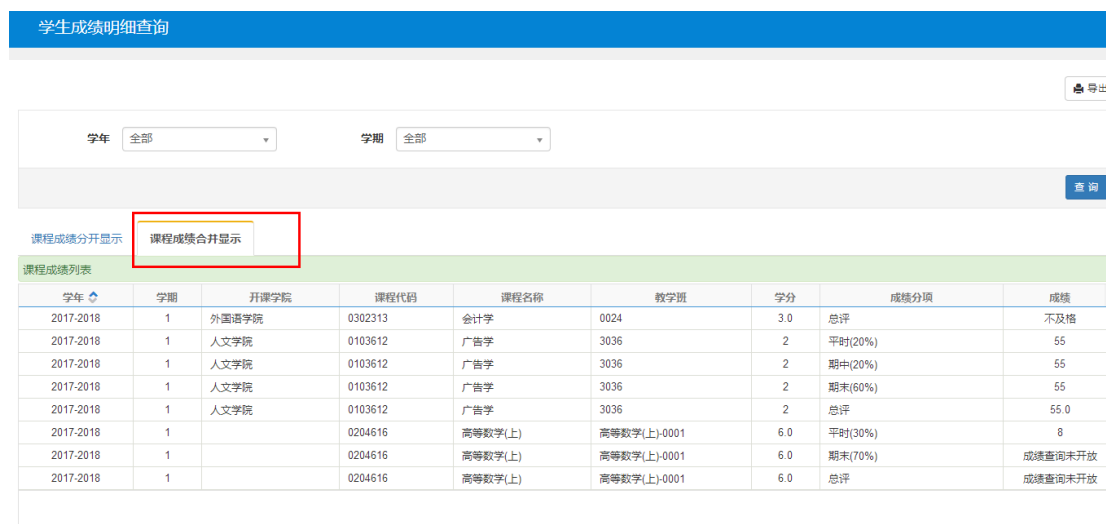 学生成绩明细查询
导出
学年 全部 学期 全部
查 询
课程成绩分开显示 课程成绩合并显示
课程成绩列表
学年 学期 开课学院 课程代码 课程名称 教学班 学分 成绩分项 成绩
2017-2018 1 外国语学院 0302313 会计学 0024 3.0 总评 不及格
2017-2018 1 人文学院 0103612 广告学 3036 2 平时(20%) 55
2017-2018 1 人文学院 0103612 广告学 3036 2 期中(20%) 55
2017-2018 1 人文学院 0103612 广告学 3036 2 期末(60%) 55
2017-2018 1 人文学院 0103612 广告学 3036 2 总评 55.0
2017-2018 1 0204616 高等数学(上) 高等数学(上)-0001 6.0 平时(30%) 8
2017-2018 1 0204616 高等数学(上) 高等数学(上)-0001 6.0 期末(70%) 成绩查询未开放
2017-2018 1 0204616 高等数学(上) 高等数学(上)-0001 6.0 总评 成绩查询未开放